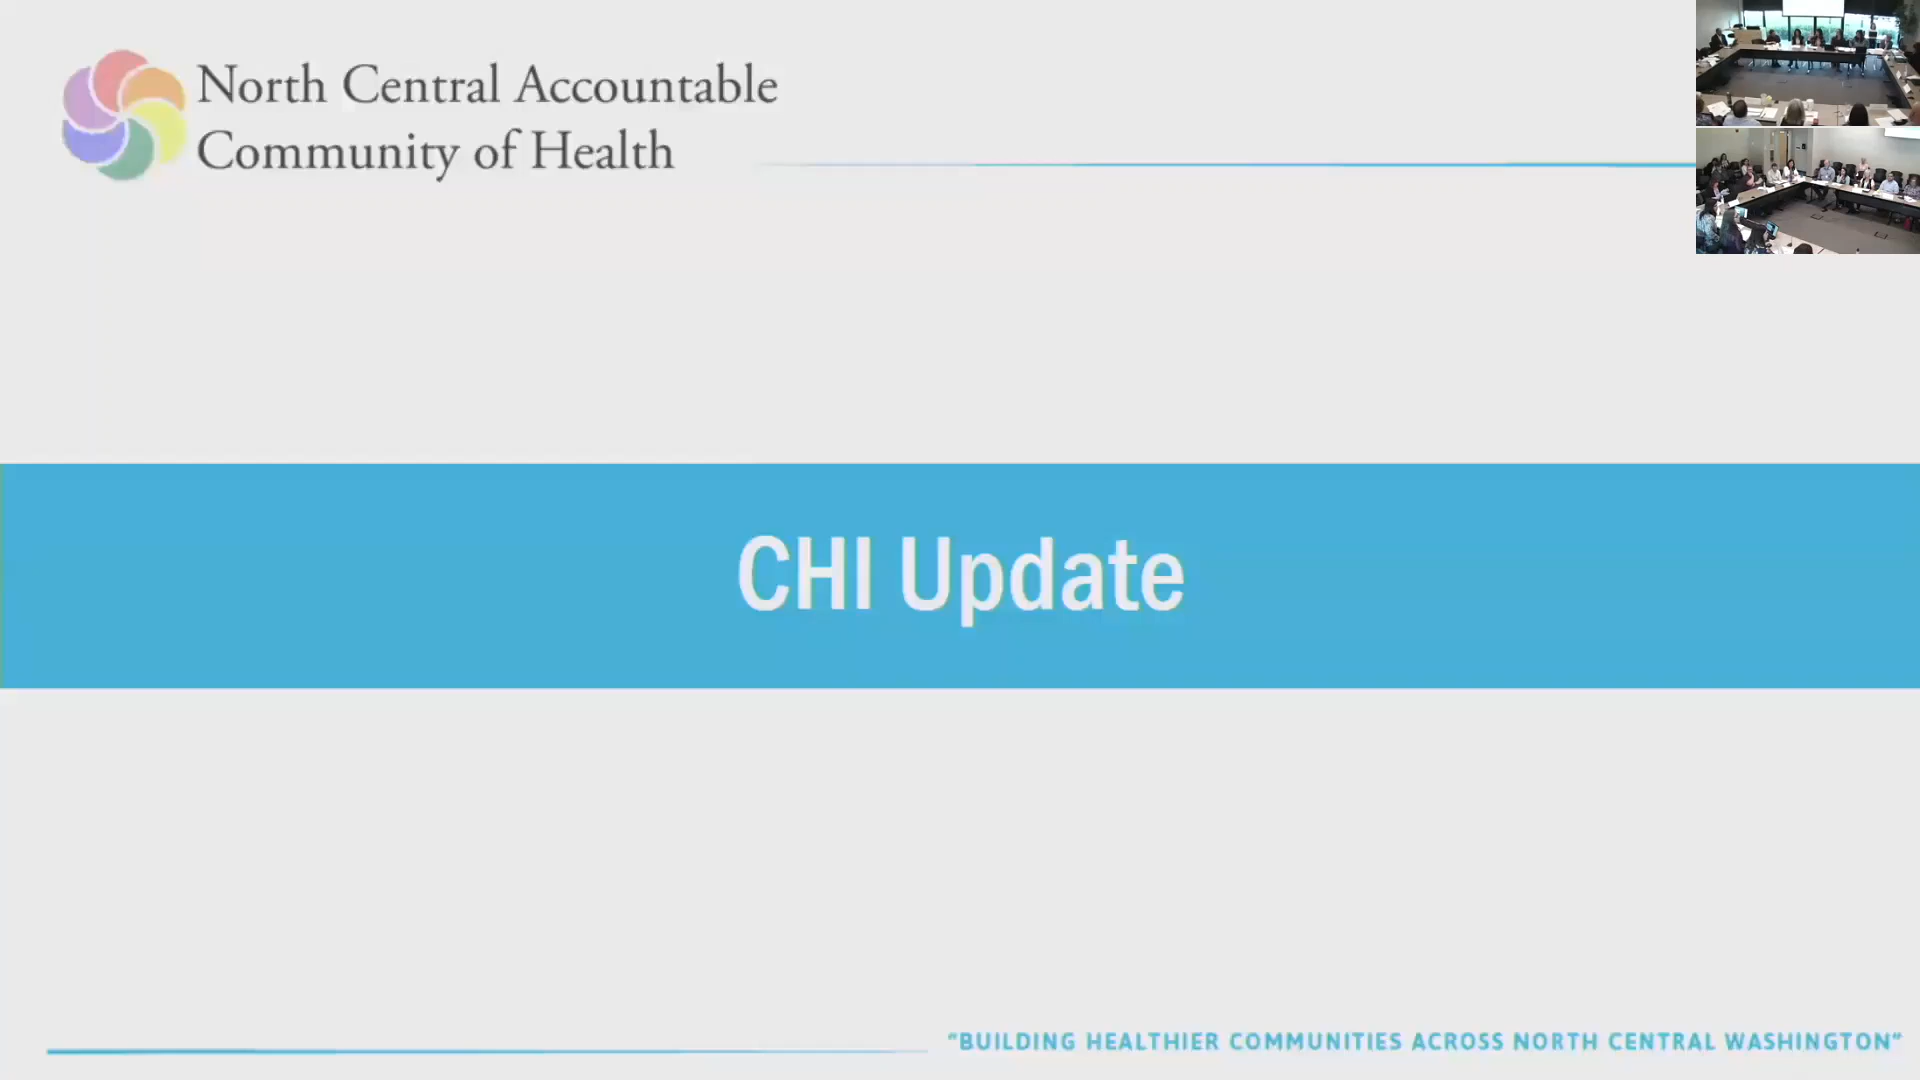 North Central Accountable
Community of Health
CHI Update
“BUILDING HEALTHIER COMMUNITIES ACROSS NORTH CENTRAL WASHINGTON”